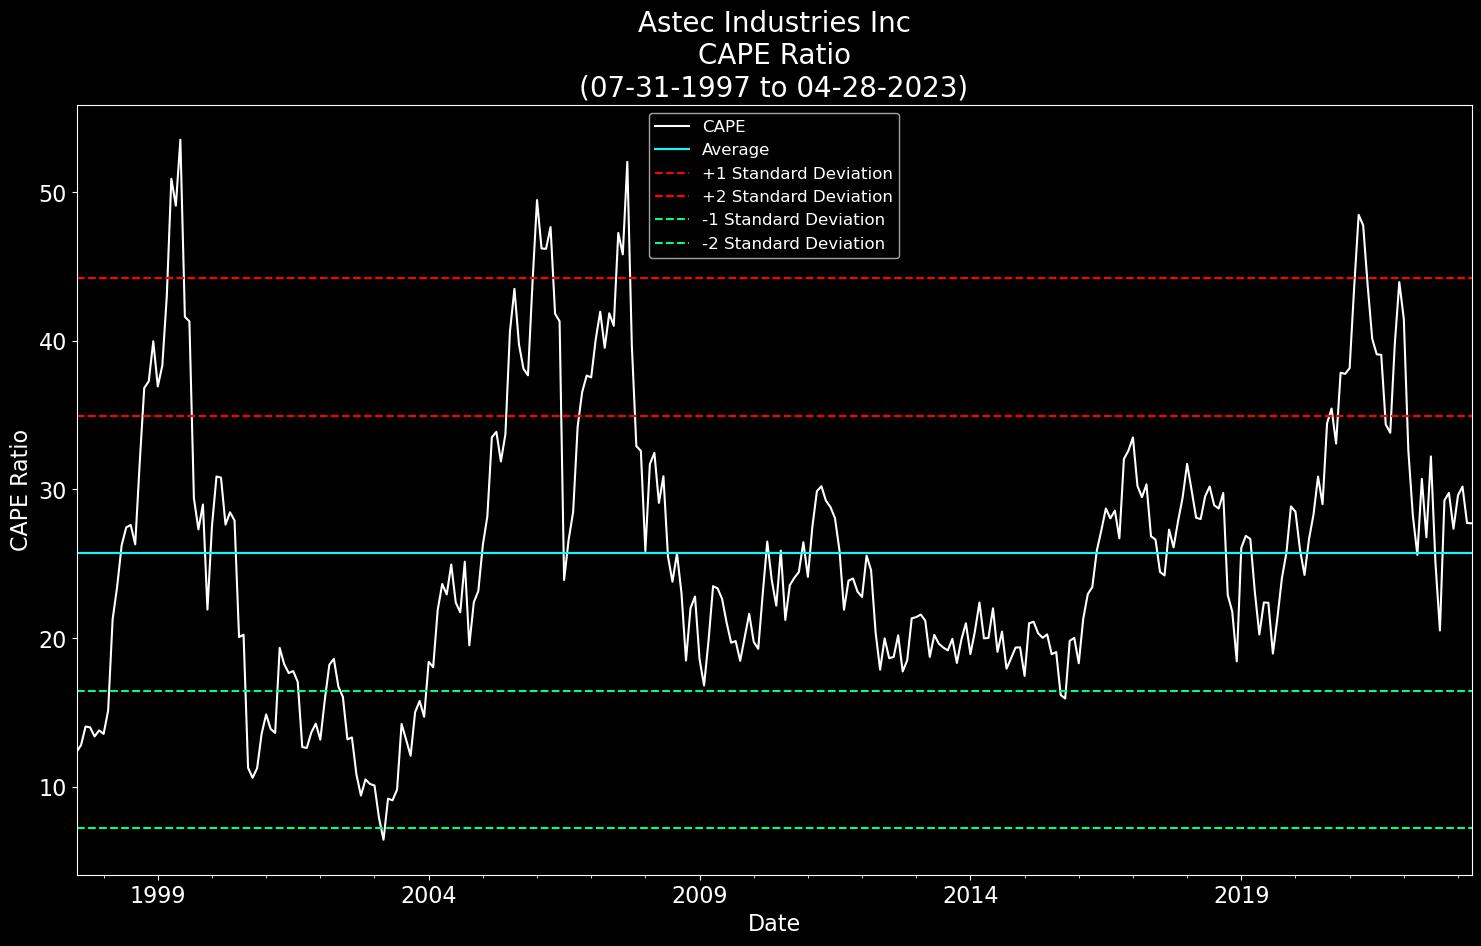 Astec Industries Inc
CAPE Ratio
(07-31-1997 to 04-28-2023)
CAPE
Average
+1 Standard Deviation
+2 Standard Deviation
-1 Standard Deviation
-2 Standard Deviation
50
40
30
20
10
CAPE Ratio
1999 2004 2009 2014 2019
Date